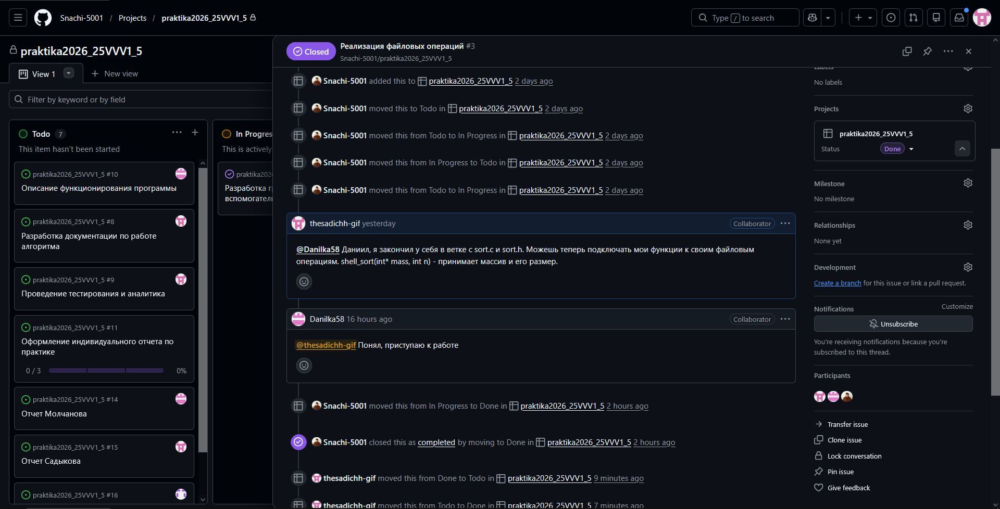 Snachi-5001 / Projects / praktika2026_25VVV1_5
Type / to search
praktika2026_25VVV1_5
View 1
New view
Filter by keyword or by field
Todo 7
This item hasn't been started
praktika2026_25VVV1_5 #10
Описание функционирования программы
praktika2026_25VVV1_5 #8
Разработка документации по работе
алгоритма
praktika2026_25VVV1_5 #9
Проведение тестирования и аналитика
praktika2026_25VVV1_5 #11
Оформление индивидуального отчета по
практике
0 / 3 0%
praktika2026_25VVV1_5 #14
Отчет Молчанова
praktika2026_25VVV1_5 #15
Отчет Садыкова
praktika2026_25VVV1_5 #16
In Progres
This is actively
praktika202
Разработка г
вспомогател
Closed
Реализация файловых операций #3
Snachi-5001/praktika2026_25VVV1_5
Snachi-5001 added this to praktika2026_25VVV1_5 2 days ago
Snachi-5001 moved this to Todo in praktika2026_25VVV1_5 2 days ago
Snachi-5001 moved this from Todo to In Progress in praktika2026_25VVV1_5 2 days ago
Snachi-5001 moved this from In Progress to Todo in praktika2026_25VVV1_5 2 days ago
Snachi-5001 moved this from Todo to In Progress in praktika2026_25VVV1_5 2 days ago
thesadichh-gif yesterday
Collaborator
@Danilka58 Даниил, я закончил у себя в ветке с sort.c и sort.h. Можешь теперь подключать мои функции к своим файловым
операциям. shell_sort(int* mass, int n) - принимает массив и его размер.
Danilka58 16 hours ago
Collaborator
@thesadichh-gif Понял, приступаю к работе
Snachi-5001 moved this from In Progress to Done in praktika2026_25VVV1_5 2 hours ago
Snachi-5001 closed this as completed by moving to Done in praktika2026_25VVV1_5 2 hours ago
thesadichh-gif moved this from Done to Todo in praktika2026_25VVV1_5 9 minutes ago
thesadichh-gif moved this from Todo to Done in praktika2026_25VVV1_5 7 minutes ago
Labels
No labels
Projects
praktika2026_25VVV1_5
Status Done
Milestone
No milestone
Relationships
None yet
Development
Create a branch for this issue or link a pull request.
Notifications Customize
Unsubscribe
You're receiving notifications because you're
subscribed to this thread.
Participants
Transfer issue
Clone issue
Lock conversation
Pin issue
Give feedback